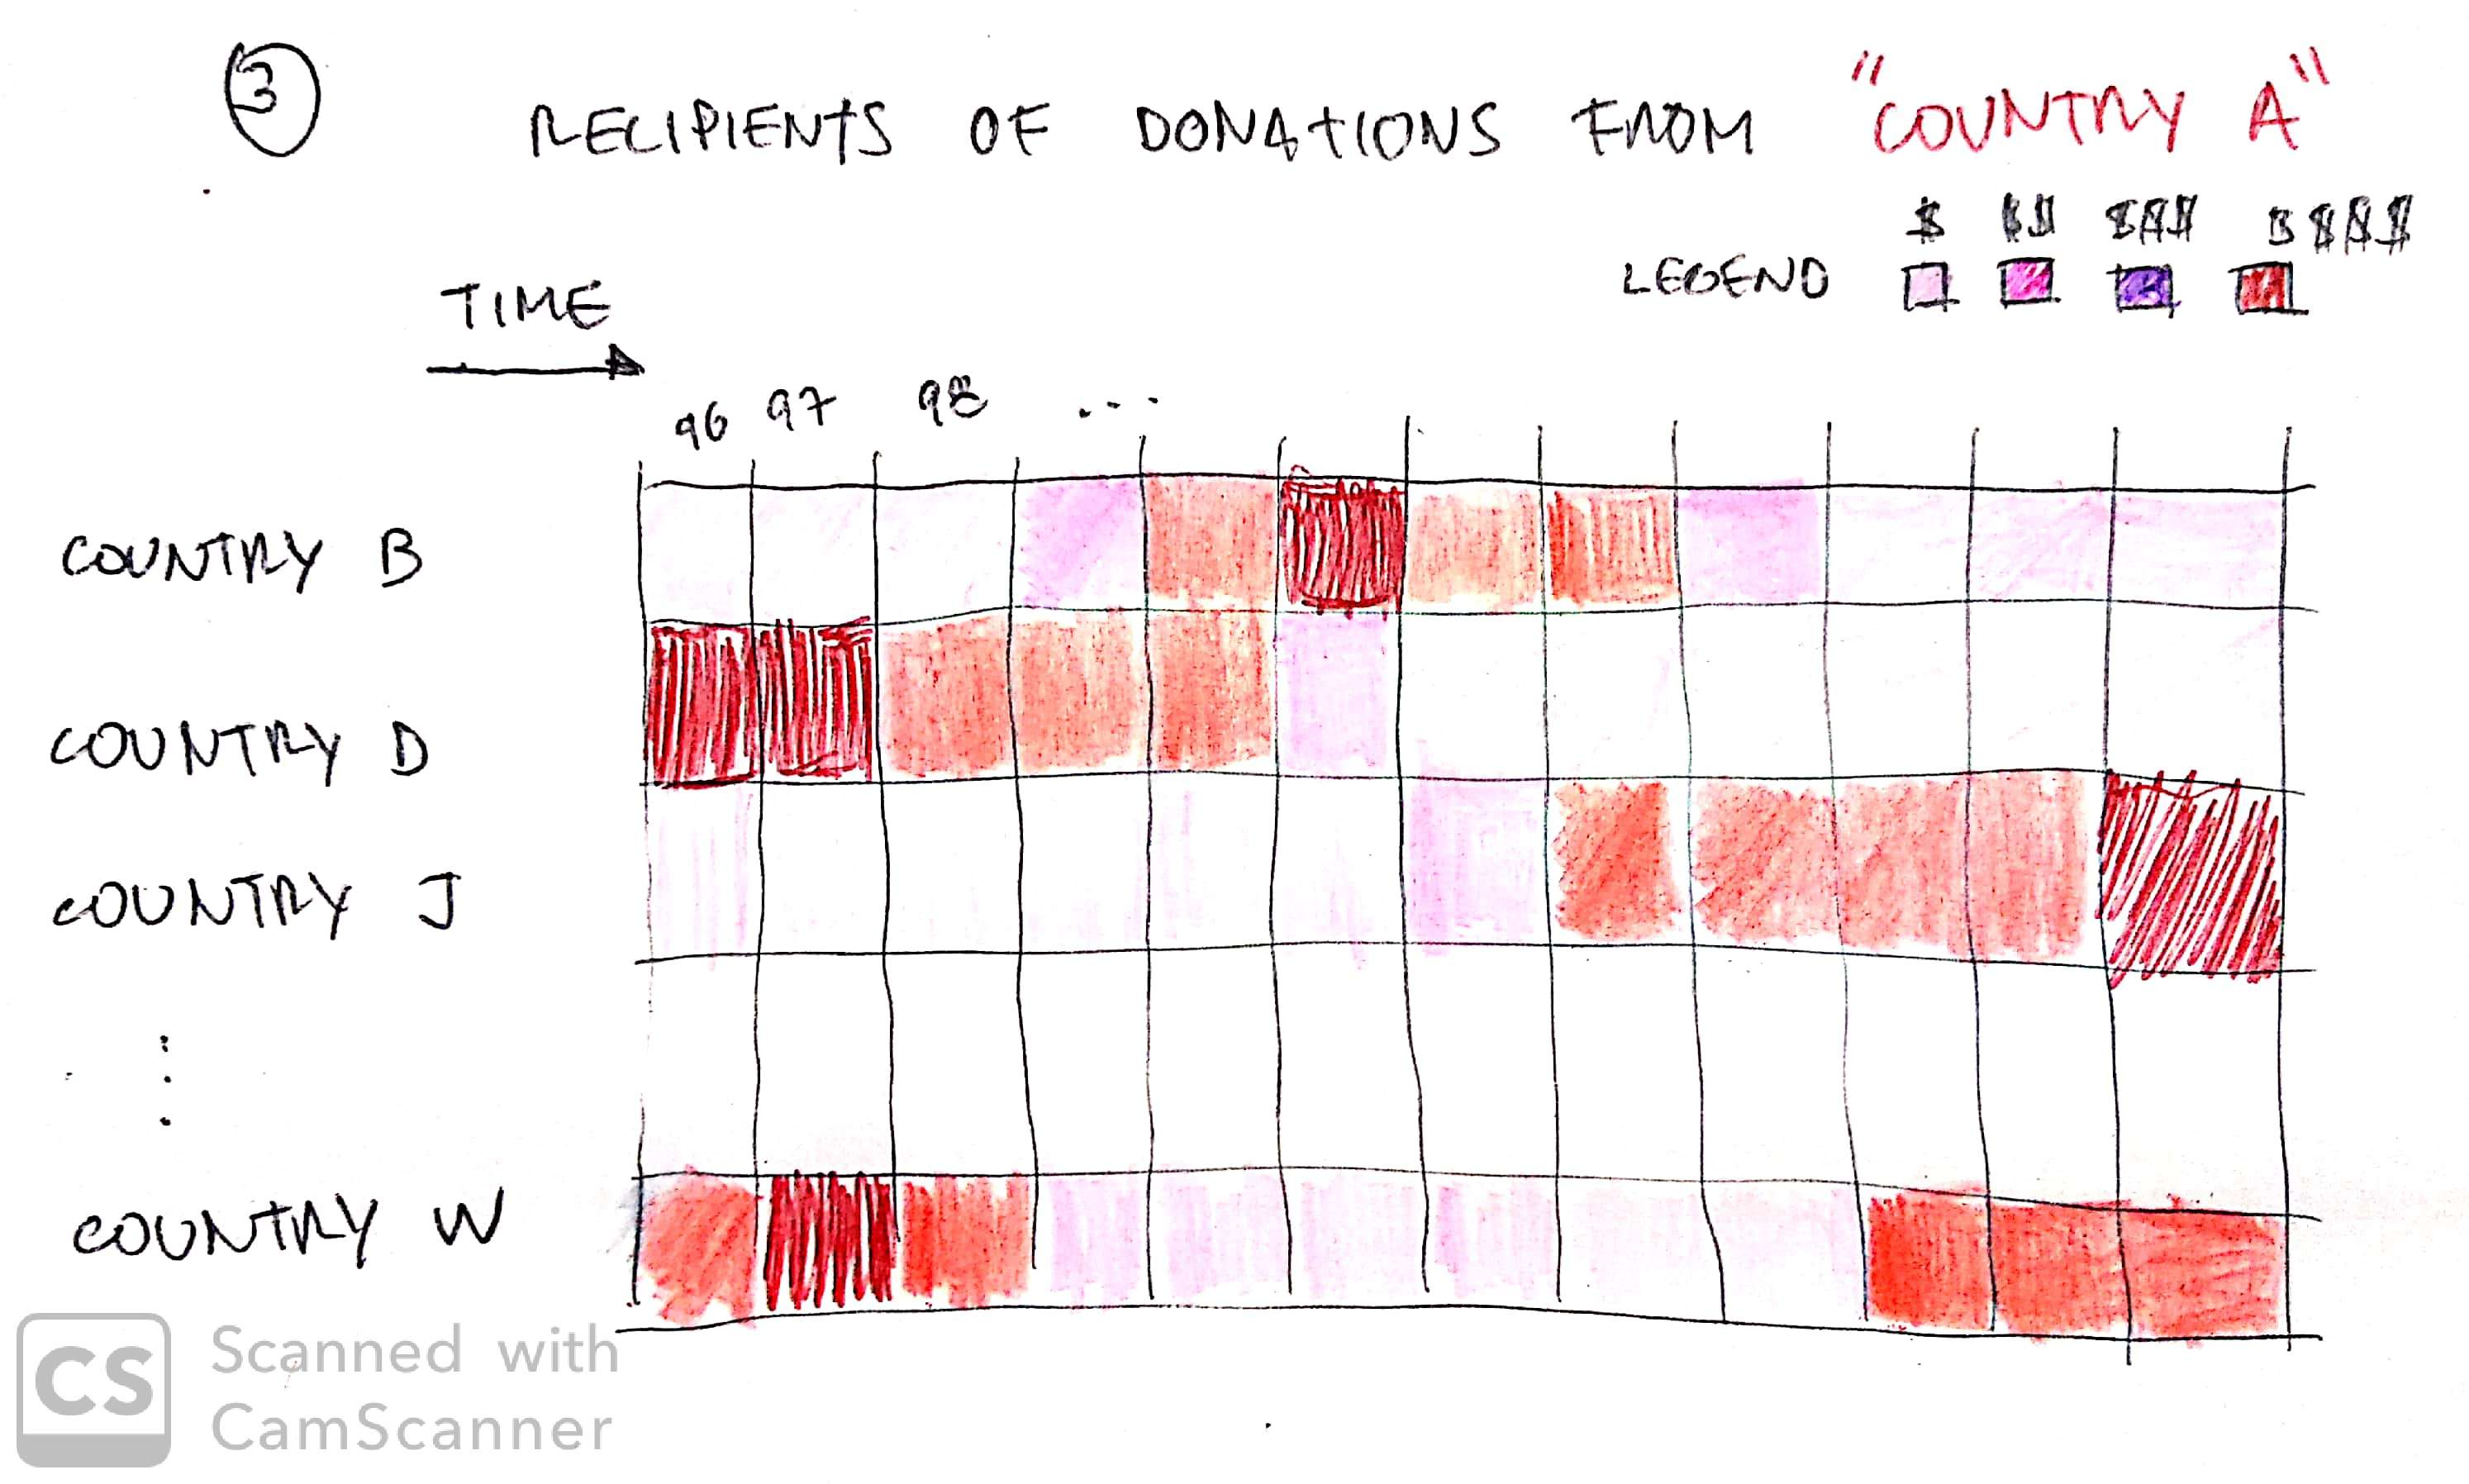 3
RECIPIENTS OF DONATIONS FROM "COUNTRY A"
$ $$ $$$ $$$$
LEGEND
TIME
96 97 98 ...
COUNTRY B
COUNTRY D
COUNTRY J
COUNTRY W
CS Scanned with
CamScanner